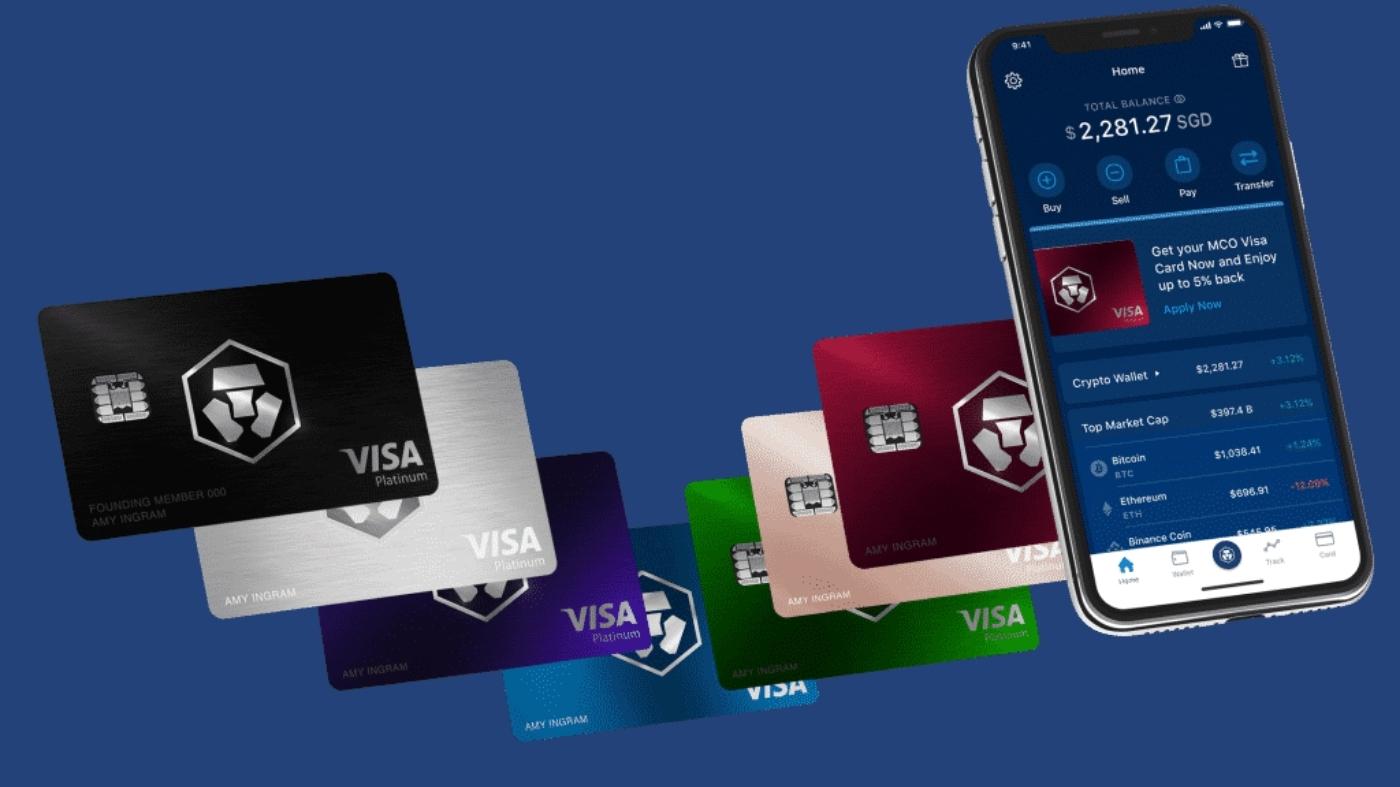 FOUNDING MEMBER 000
AMY INGRAM
VISA
Platinum
AMY INGRAM
VISA
Platinum
AMY INGRAM
VISA
Platinum
AMY INGRAM
VISA
AMY INGRAM
VISA
Platinum
AMY INGRAM
VISA
Platinum
AMY INGRAM
9:41
Home
TOTAL BALANCE
$2,281.27 SGD
Buy
Sell
Pay
Transfer
Get your MCO Visa
Card Now and Enjoy
up to 5% back
Apply Now
VISA
Crypto Wallet $2,281.27 +3.12%
Top Market Cap $397.4 B +3.12%
Bitcoin $1,038.41 +1.24%
BTC
Ethereum $696.91 -12.09%
ETH
Binance Coin
Home
Wallet
Track
Card